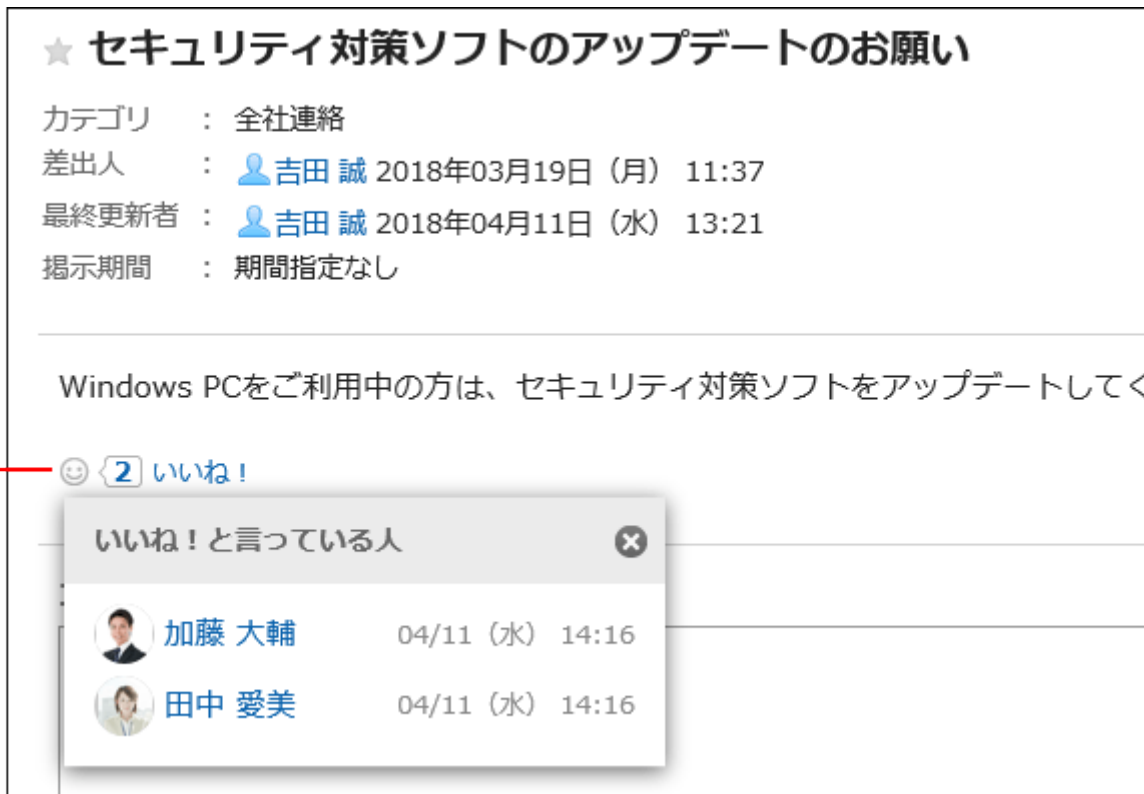 セキュリティ対策ソフトのアップデートのお願い
カテゴリ : 全社連絡
差出人 : 吉田 誠 2018年03月19日（月） 11:37
最終更新者 : 吉田 誠 2018年04月11日（水） 13:21
掲示期間 : 期間指定なし
Windows PCをご利用中の方は、セキュリティ対策ソフトをアップデートしてく
2 いいね！
いいね！と言っている人
加藤 大輔 04/11（水） 14:16
田中 愛美 04/11（水） 14:16